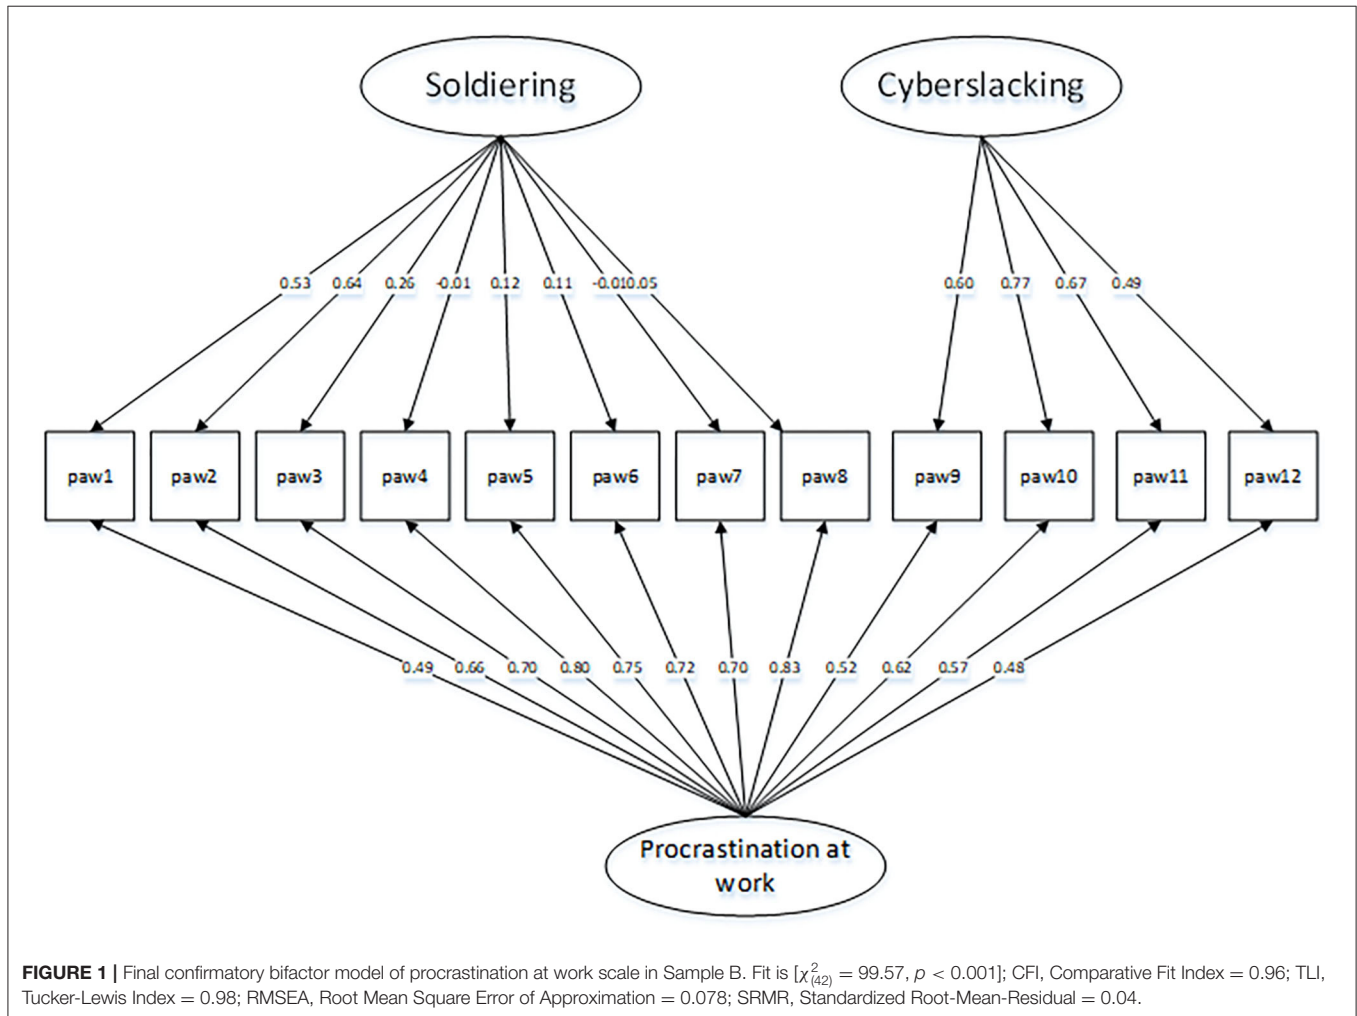 Soldiering
Cyberslacking
0.53 0.64 0.26 -0.01 0.12 0.11 -0.01 0.05 0.60 0.77 0.67 0.49
paw1 paw2 paw3 paw4 paw5 paw6 paw7 paw8 paw9 paw10 paw11 paw12
0.49 0.66 0.70 0.80 0.75 0.72 0.70 0.83 0.52 0.62 0.57 0.48
Procrastination at
work
FIGURE 1 | Final confirmatory bifactor model of procrastination at work scale in Sample B. Fit is [χ²(42) = 99.57, p < 0.001]; CFI, Comparative Fit Index = 0.96; TLI,
Tucker-Lewis Index = 0.98; RMSEA, Root Mean Square Error of Approximation = 0.078; SRMR, Standardized Root-Mean-Residual = 0.04.